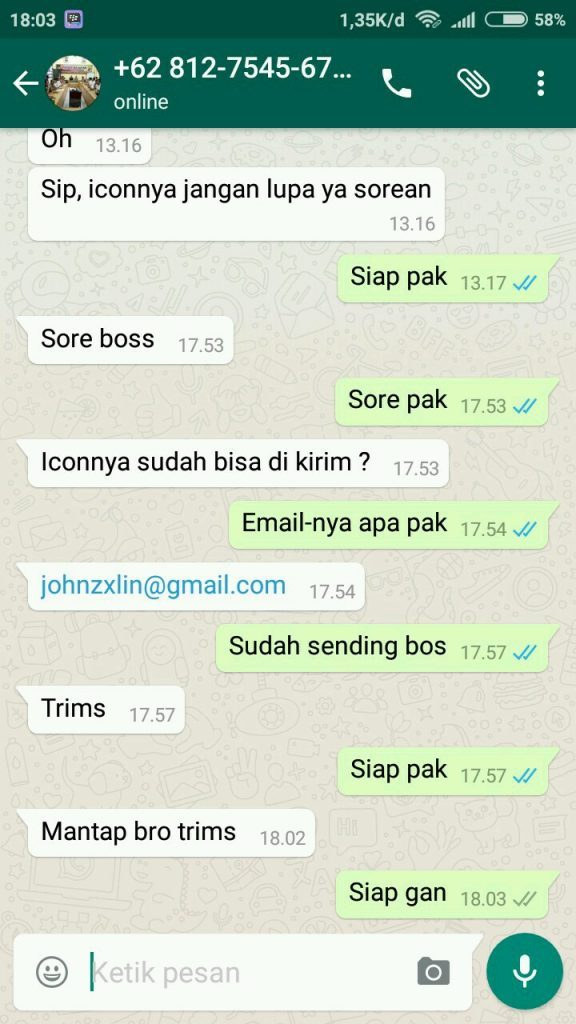 18:03
1,35K/d
58%
+62 812-7545-67...
online
Oh 13.16
Sip, iconnya jangan lupa ya sorean
13.16
Siap pak 13.17
Sore boss 17.53
Sore pak 17.53
Iconnya sudah bisa di kirim ? 17.53
Email-nya apa pak 17.54
johnzxlin@gmail.com 17.54
Sudah sending bos 17.57
Trims 17.57
Siap pak 17.57
Mantap bro trims 18.02
Siap gan 18.03
Ketik pesan